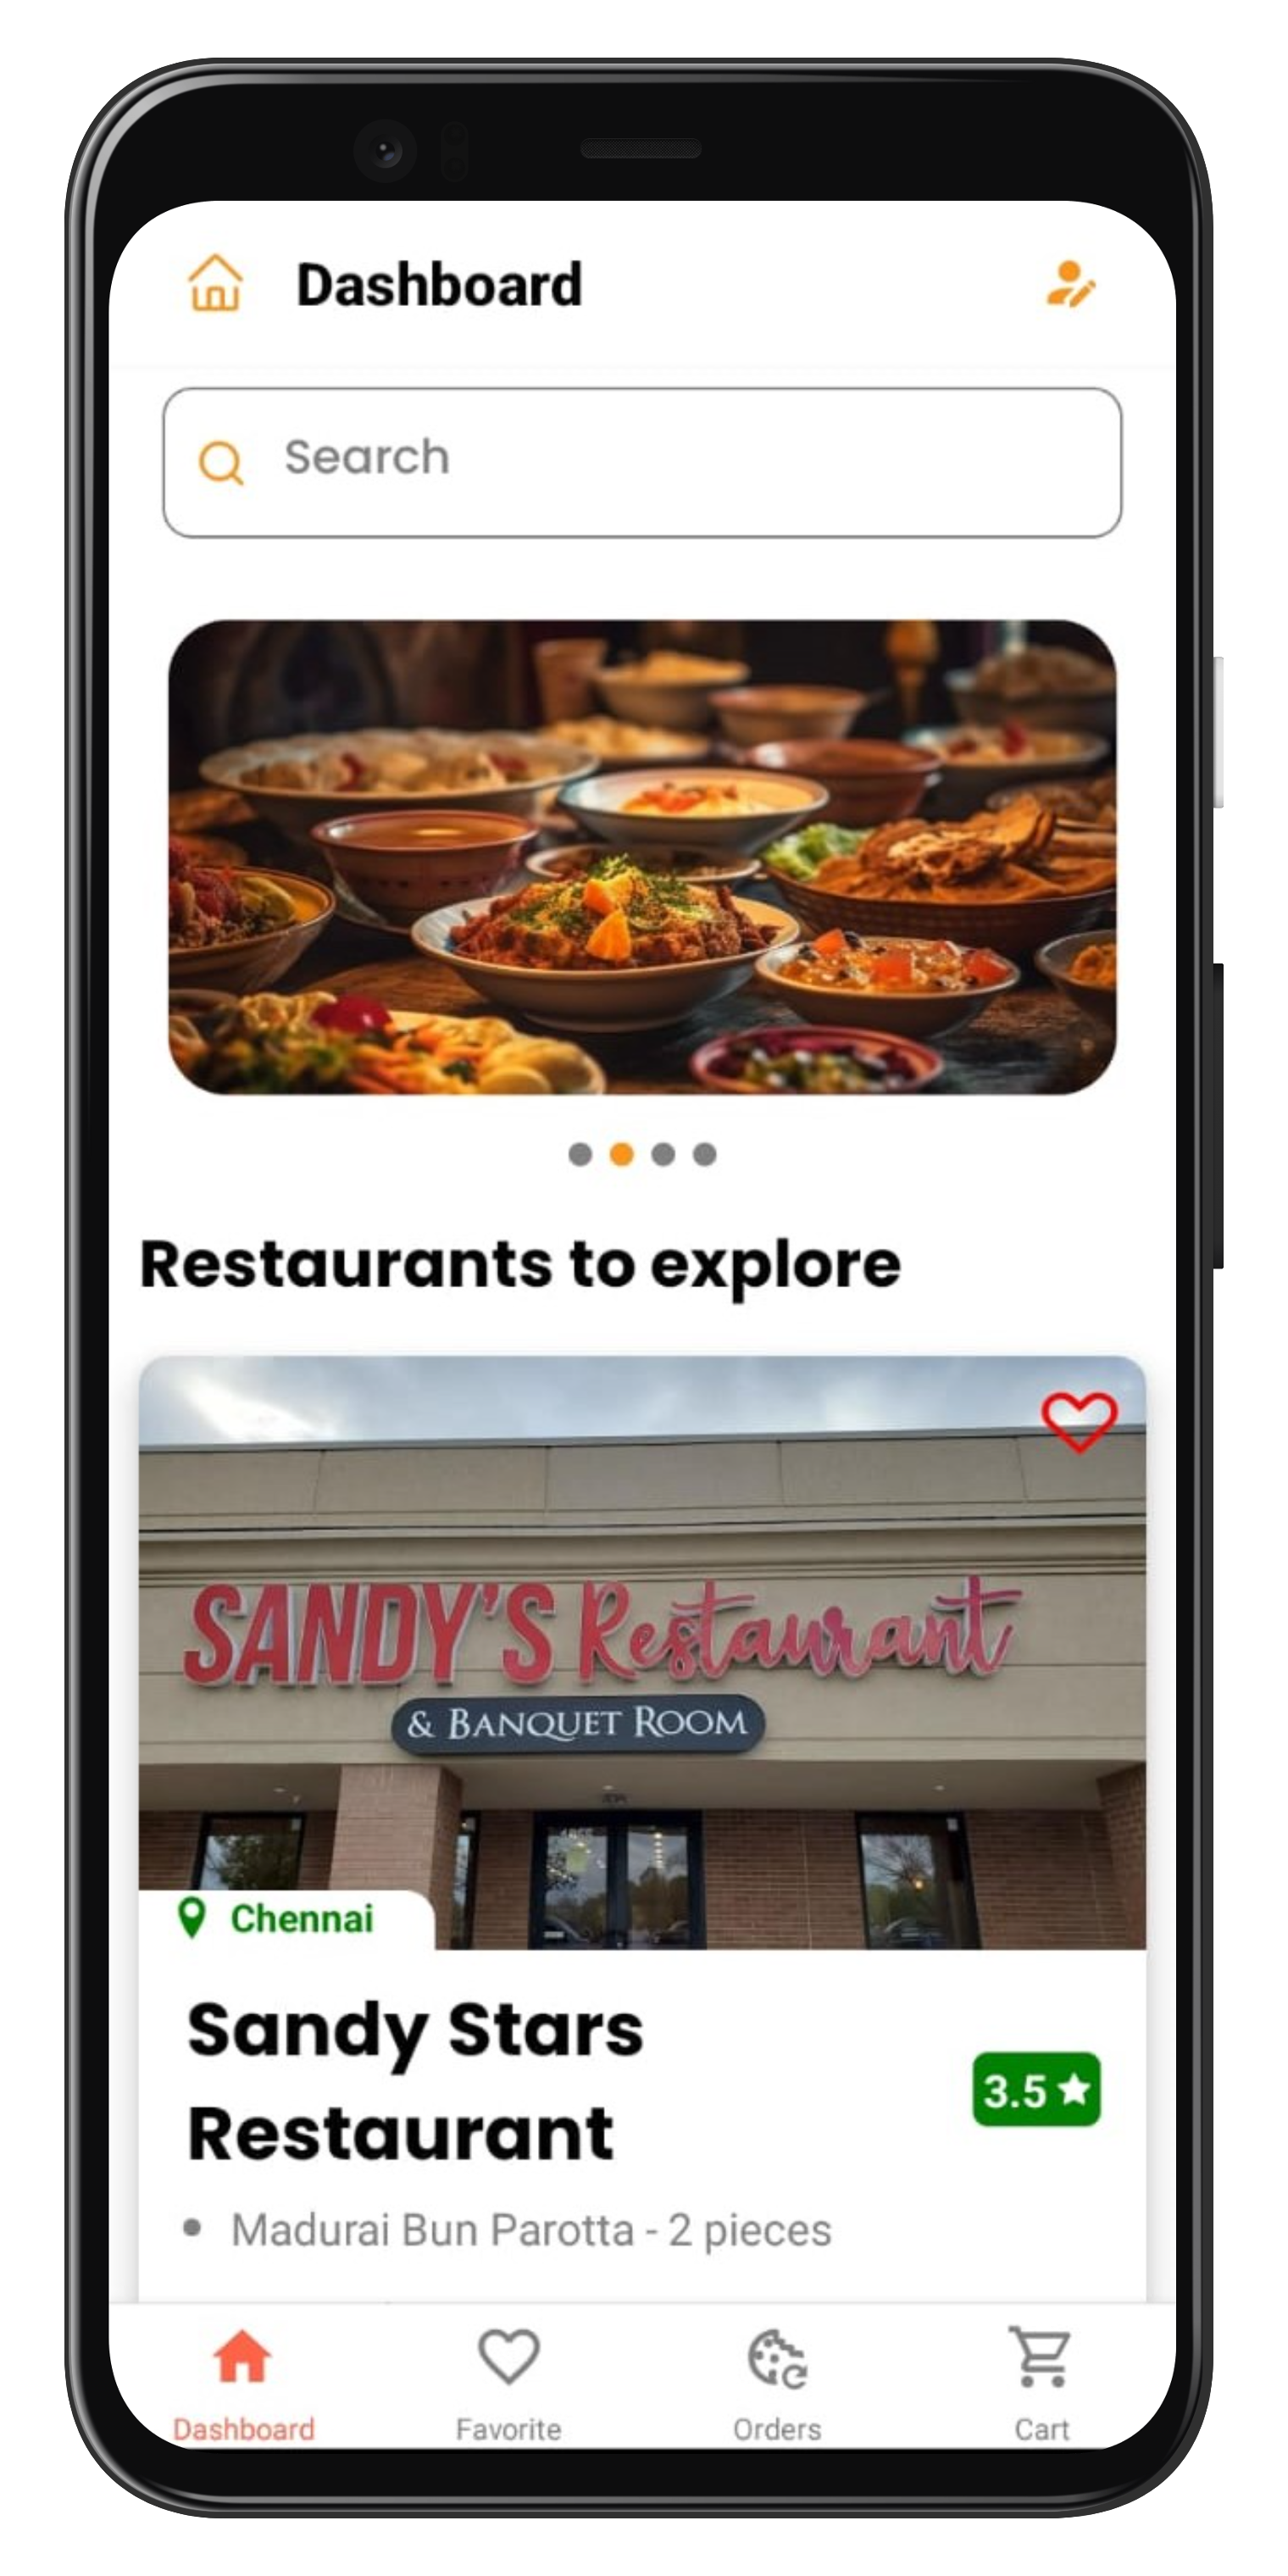 Dashboard
Search
Restaurants to explore
SANDY'S Restaurant
& BANQUET ROOM
Chennai
Sandy Stars
Restaurant
3.5
Madurai Bun Parotta - 2 pieces
Dashboard
Favorite
Orders
Cart